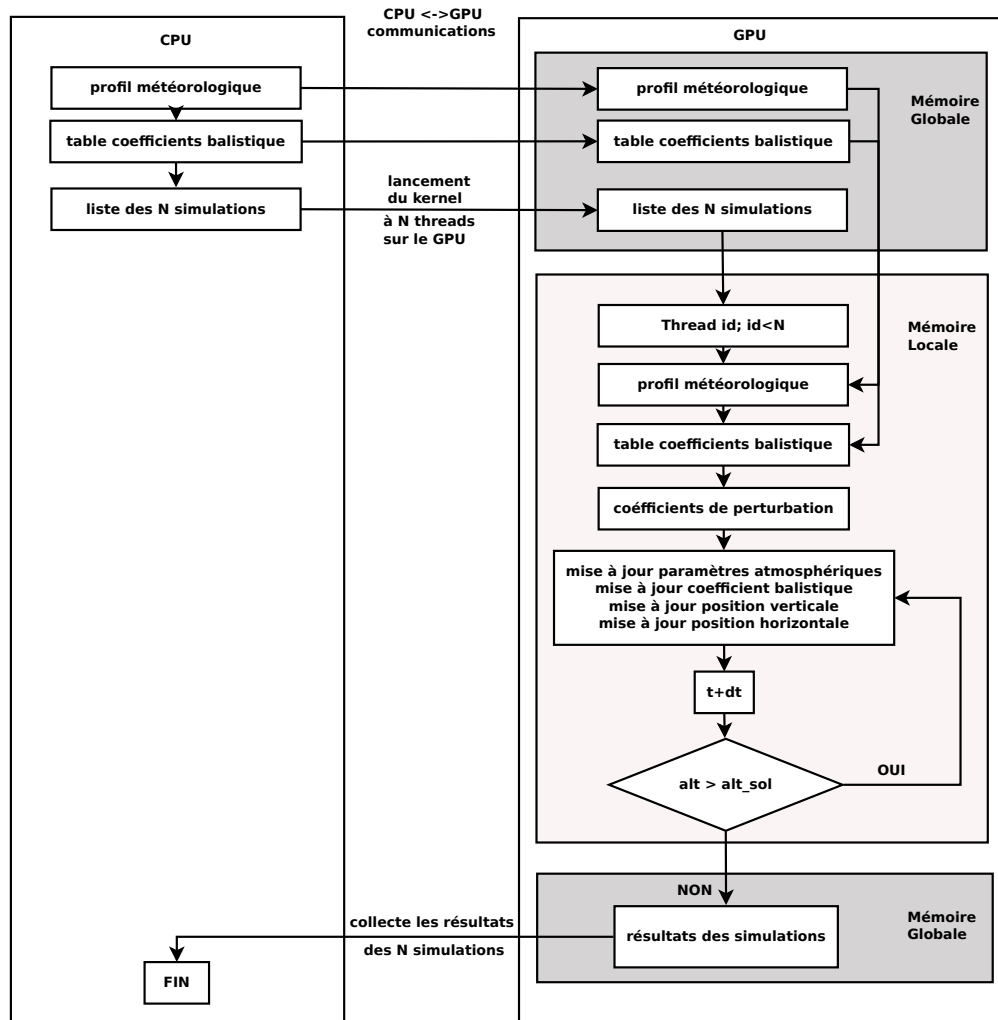 CPU <->GPU
communications
CPU
profil météorologique
table coefficients balistique
liste des N simulations
lancement
du kernel
à N threads
sur le GPU
GPU
Mémoire
Globale
profil météorologique
table coefficients balistique
liste des N simulations
Mémoire
Locale
Thread id; id<N
profil météorologique
table coefficients balistique
coéfficients de perturbation
mise à jour paramètres atmosphériques
mise à jour coefficient balistique
mise à jour position verticale
mise à jour position horizontale
t+dt
alt > alt_sol
OUI
NON
Mémoire
Globale
résultats des simulations
collecte les résultats
des N simulations
FIN